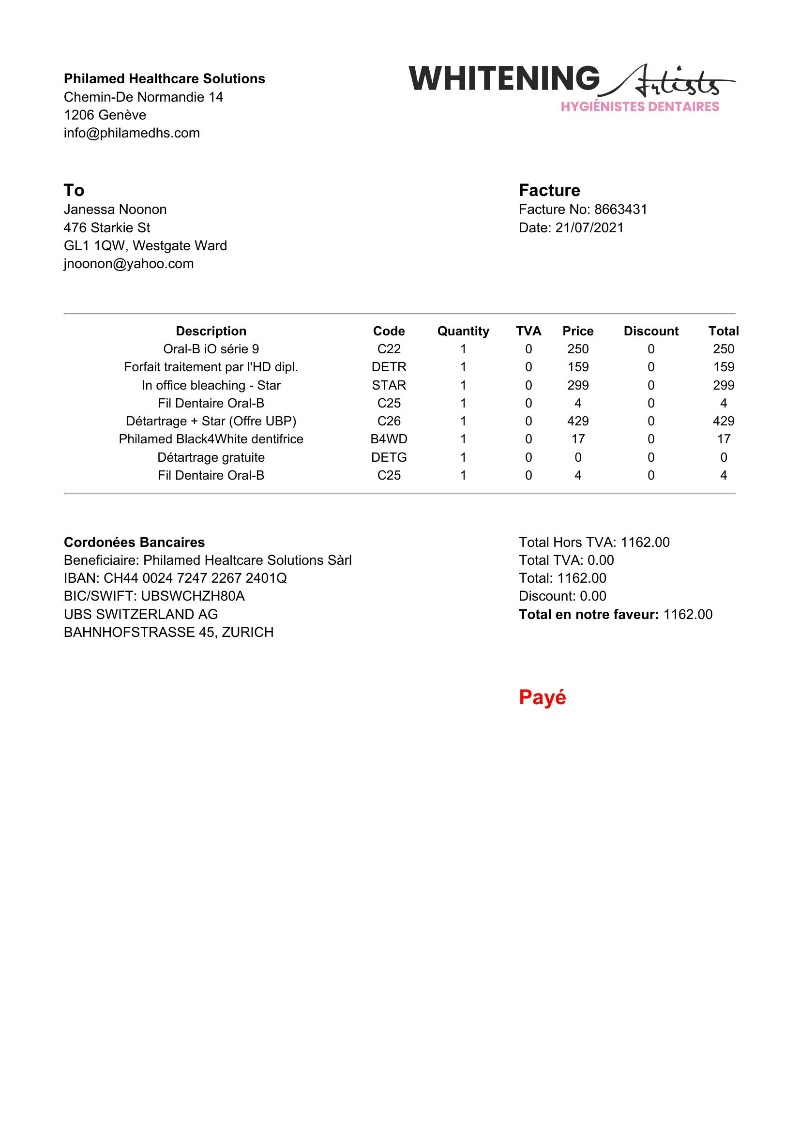 Philamed Healthcare Solutions
Chemin-De Normandie 14
1206 Genève
info@philamedhs.com
WHITENING Artists
HYGIÉNISTES DENTAIRES
To
Janessa Noonon
476 Starkie St
GL1 1QW, Westgate Ward
jnoonon@yahoo.com
Facture
Facture No: 8663431
Date: 21/07/2021
Description Code Quantity TVA Price Discount Total
Oral-B iO série 9 C22 1 0 250 0 250
Forfait traitement par l'HD dipl. DETR 1 0 159 0 159
In office bleaching - Star STAR 1 0 299 0 299
Fil Dentaire Oral-B C25 1 0 4 0 4
Détartrage + Star (Offre UBP) C26 1 0 429 0 429
Philamed Black4White dentifrice B4WD 1 0 17 0 17
Détartrage gratuite DETG 1 0 0 0 0
Fil Dentaire Oral-B C25 1 0 4 0 4
Cordonées Bancaires
Beneficiaire: Philamed Healtcare Solutions Sàrl
IBAN: CH44 0024 7247 2267 2401Q
BIC/SWIFT: UBSWCHZH80A
UBS SWITZERLAND AG
BAHNHOFSTRASSE 45, ZURICH
Total Hors TVA: 1162.00
Total TVA: 0.00
Total: 1162.00
Discount: 0.00
Total en notre faveur: 1162.00
Payé